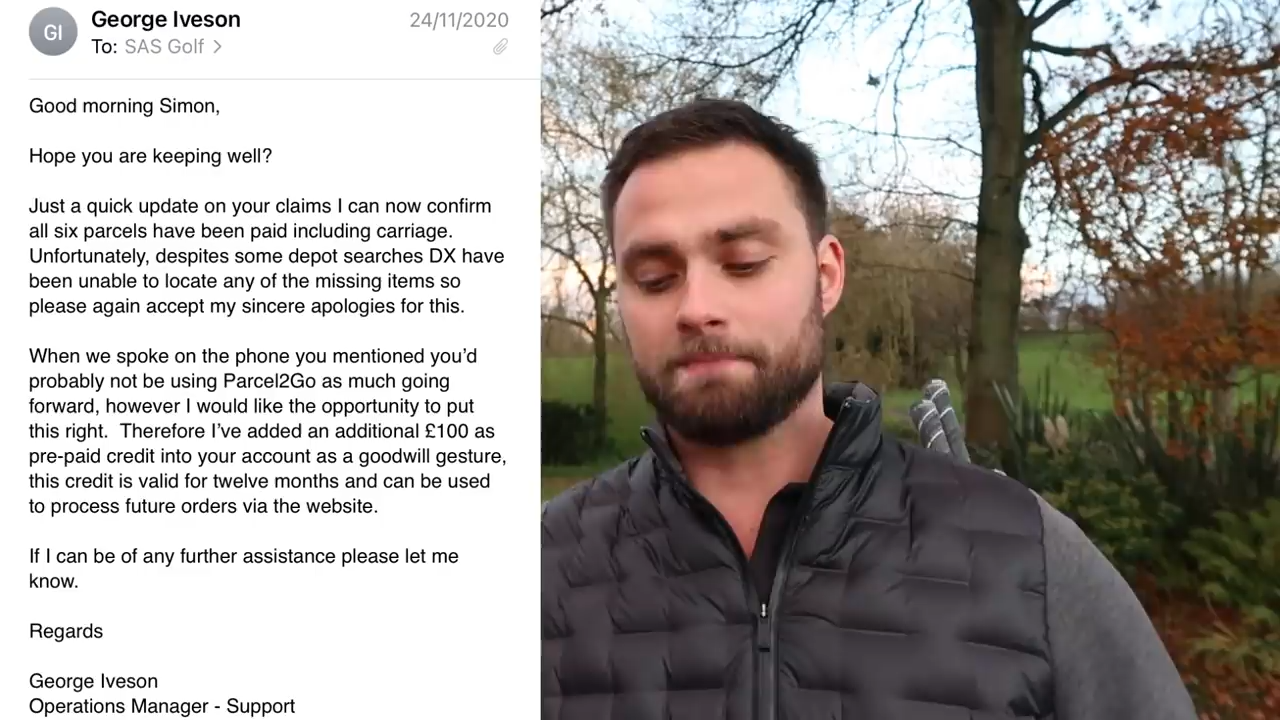 GI
George Iveson
24/11/2020
To: SAS Golf
Good morning Simon,
Hope you are keeping well?
Just a quick update on your claims I can now confirm
all six parcels have been paid including carriage.
Unfortunately, despites some depot searches DX have
been unable to locate any of the missing items so
please again accept my sincere apologies for this.
When we spoke on the phone you mentioned you’d
probably not be using Parcel2Go as much going
forward, however I would like the opportunity to put
this right.  Therefore I’ve added an additional £100 as
pre-paid credit into your account as a goodwill gesture,
this credit is valid for twelve months and can be used
to process future orders via the website.
If I can be of any further assistance please let me
know.
Regards
George Iveson
Operations Manager - Support